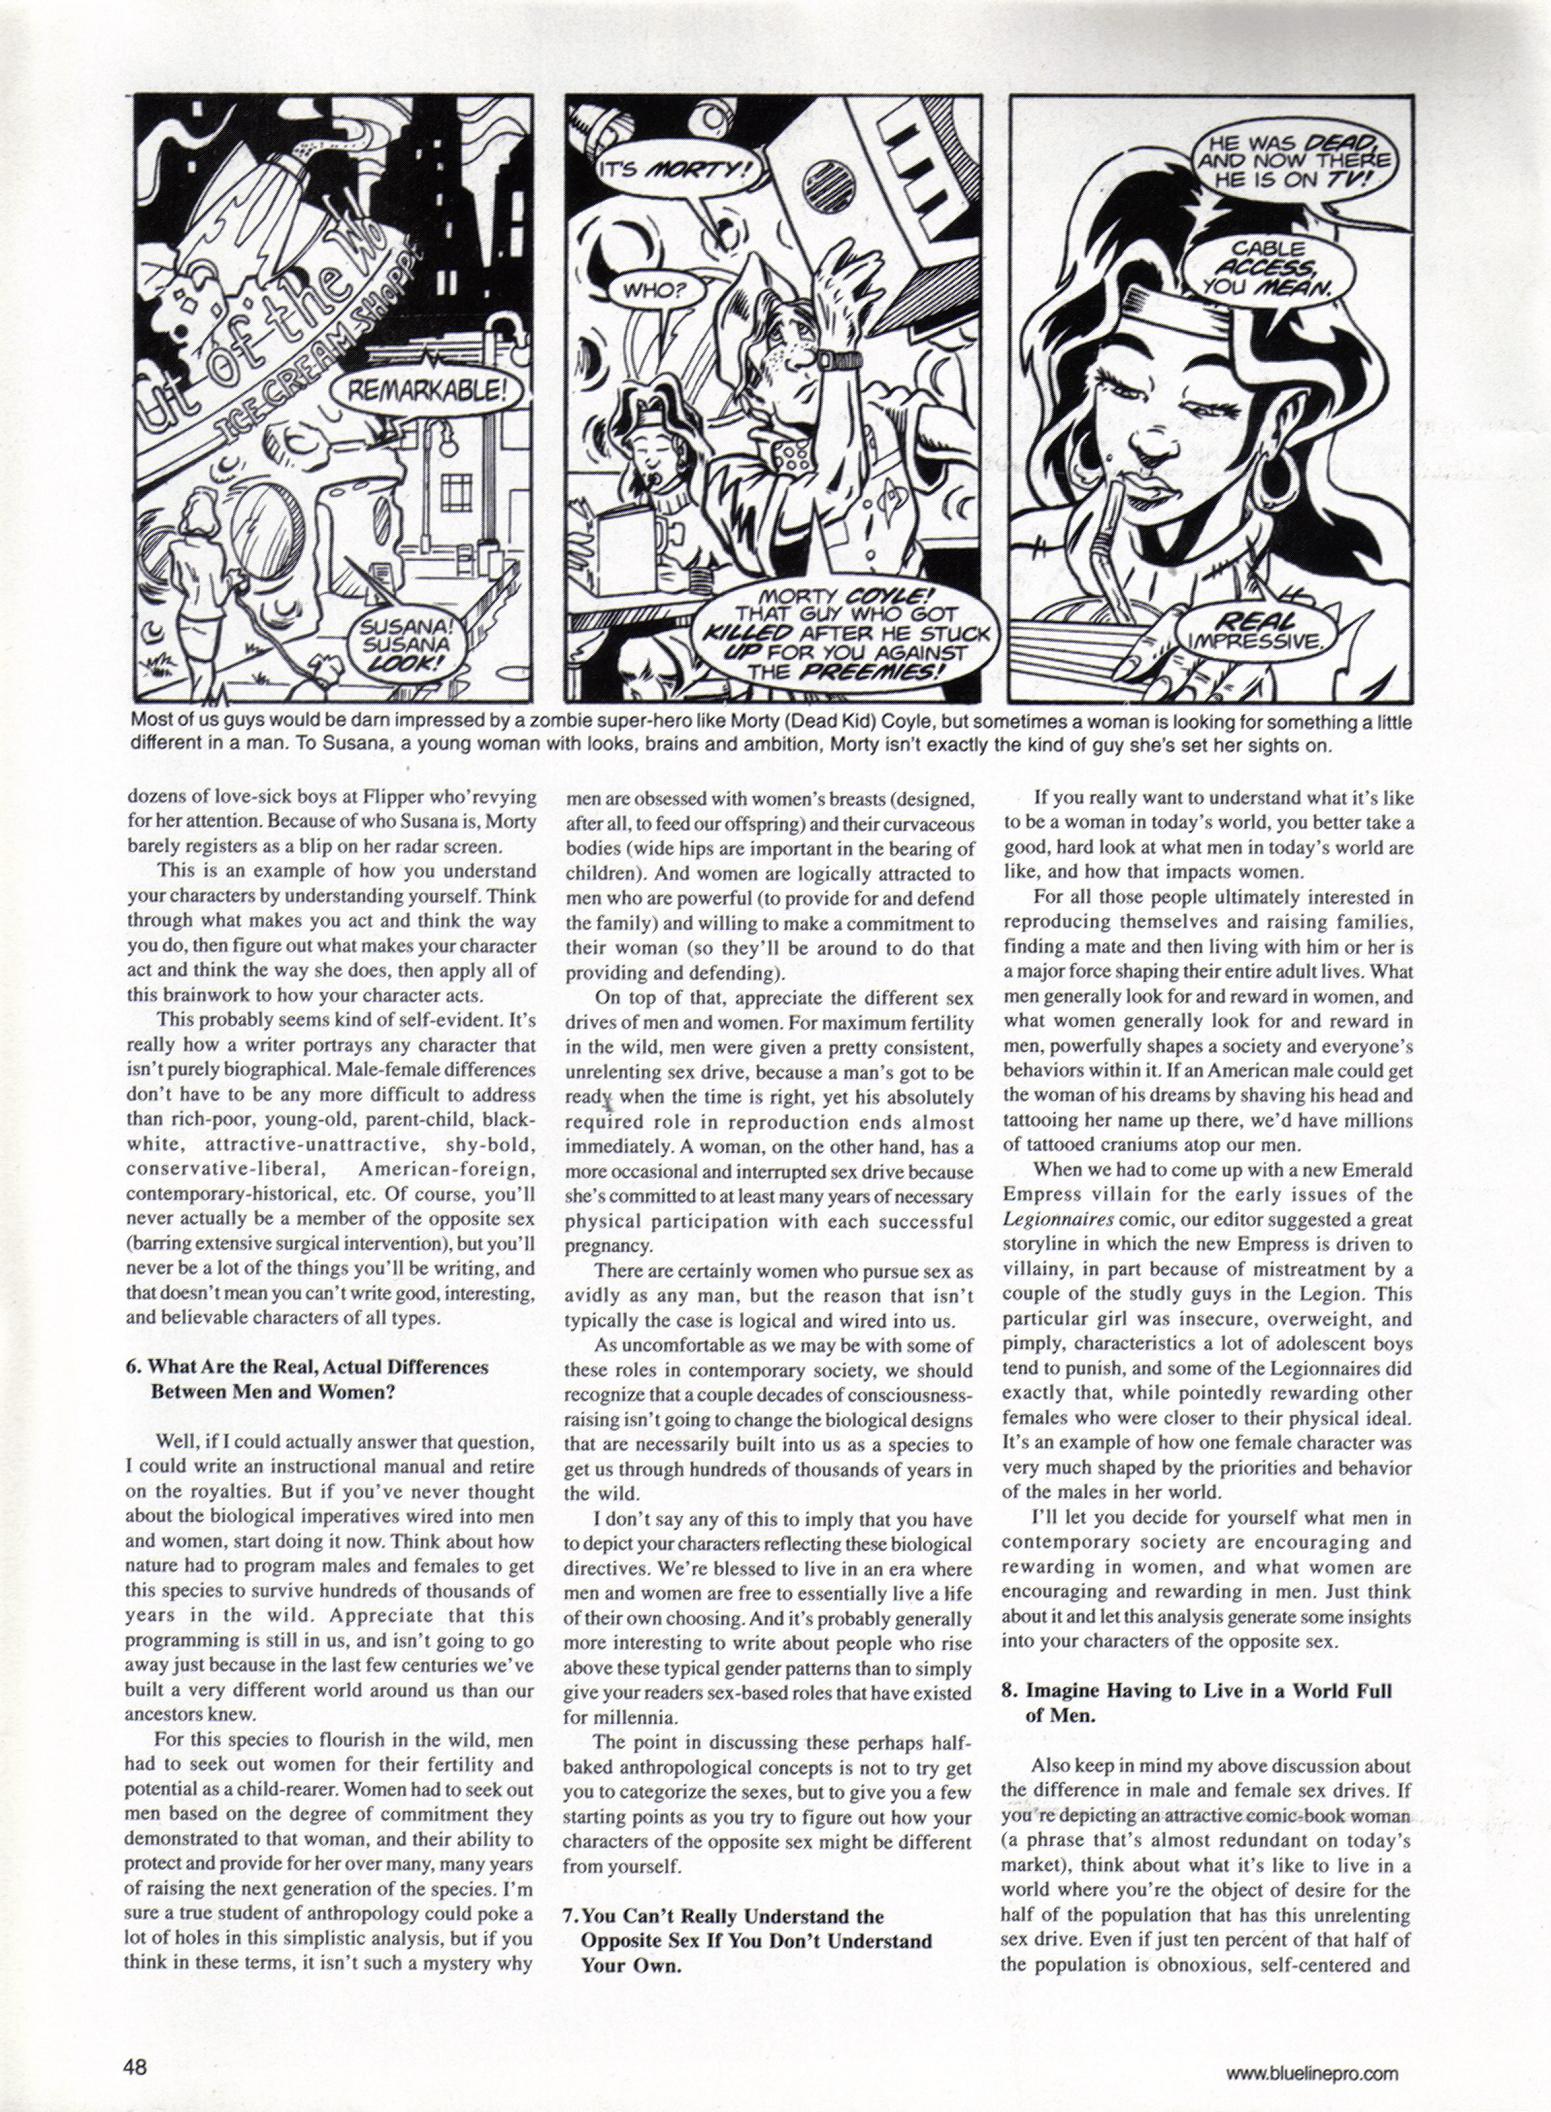 Out of the Wo
ICE CREAM SHOPPE
REMARKABLE!
SUSANA!
SUSANA
LOOK!
IT'S MORTY!
WHO?
MORTY COYLE!
THAT GUY WHO GOT
KILLED AFTER HE STUCK
UP FOR YOU AGAINST
THE PREEMIES!
HE WAS DEAD,
AND NOW THERE
HE IS ON TV!
CABLE
ACCESS,
YOU MEAN.
REAL
IMPRESSIVE.
Most of us guys would be darn impressed by a zombie super-hero like Morty (Dead Kid) Coyle, but sometimes a woman is looking for something a little
different in a man. To Susana, a young woman with looks, brains and ambition, Morty isn't exactly the kind of guy she's set her sights on.
dozens of love-sick boys at Flipper who'revying
for her attention. Because of who Susana is, Morty
barely registers as a blip on her radar screen.
This is an example of how you understand
your characters by understanding yourself. Think
through what makes you act and think the way
you do, then figure out what makes your character
act and think the way she does, then apply all of
this brainwork to how your character acts.
This probably seems kind of self-evident. It's
really how a writer portrays any character that
isn't purely biographical. Male-female differences
don't have to be any more difficult to address
than rich-poor, young-old, parent-child, black-
white, attractive-unattractive, shy-bold,
conservative-liberal, American-foreign,
contemporary-historical, etc. Of course, you'll
never actually be a member of the opposite sex
(barring extensive surgical intervention), but you'll
never be a lot of the things you'll be writing, and
that doesn't mean you can't write good, interesting,
and believable characters of all types.
6. What Are the Real, Actual Differences
Between Men and Women?
Well, if I could actually answer that question,
I could write an instructional manual and retire
on the royalties. But if you've never thought
about the biological imperatives wired into men
and women, start doing it now. Think about how
nature had to program males and females to get
this species to survive hundreds of thousands of
years in the wild. Appreciate that this
programming is still in us, and isn't going to go
away just because in the last few centuries we've
built a very different world around us than our
ancestors knew.
For this species to flourish in the wild, men
had to seek out women for their fertility and
potential as a child-rearer. Women had to seek out
men based on the degree of commitment they
demonstrated to that woman, and their ability to
protect and provide for her over many, many years
of raising the next generation of the species. I'm
sure a true student of anthropology could poke a
lot of holes in this simplistic analysis, but if you
think in these terms, it isn't such a mystery why
men are obsessed with women's breasts (designed,
after all, to feed our offspring) and their curvaceous
bodies (wide hips are important in the bearing of
children). And women are logically attracted to
men who are powerful (to provide for and defend
the family) and willing to make a commitment to
their woman (so they'll be around to do that
providing and defending).
On top of that, appreciate the different sex
drives of men and women. For maximum fertility
in the wild, men were given a pretty consistent,
unrelenting sex drive, because a man's got to be
ready when the time is right, yet his absolutely
required role in reproduction ends almost
immediately. A woman, on the other hand, has a
more occasional and interrupted sex drive because
she's committed to at least many years of necessary
physical participation with each successful
pregnancy.
There are certainly women who pursue sex as
avidly as any man, but the reason that isn't
typically the case is logical and wired into us.
As uncomfortable as we may be with some of
these roles in contemporary society, we should
recognize that a couple decades of consciousness-
raising isn't going to change the biological designs
that are necessarily built into us as a species to
get us through hundreds of thousands of years in
the wild.
I don't say any of this to imply that you have
to depict your characters reflecting these biological
directives. We're blessed to live in an era where
men and women are free to essentially live a life
of their own choosing. And it's probably generally
more interesting to write about people who rise
above these typical gender patterns than to simply
give your readers sex-based roles that have existed
for millennia.
The point in discussing these perhaps half-
baked anthropological concepts is not to try get
you to categorize the sexes, but to give you a few
starting points as you try to figure out how your
characters of the opposite sex might be different
from yourself.
7. You Can't Really Understand the
Opposite Sex If You Don't Understand
Your Own.
If you really want to understand what it's like
to be a woman in today's world, you better take a
good, hard look at what men in today's world are
like, and how that impacts women.
For all those people ultimately interested in
reproducing themselves and raising families,
finding a mate and then living with him or her is
a major force shaping their entire adult lives. What
men generally look for and reward in women, and
what women generally look for and reward in
men, powerfully shapes a society and everyone's
behaviors within it. If an American male could get
the woman of his dreams by shaving his head and
tattooing her name up there, we'd have millions
of tattooed craniums atop our men.
When we had to come up with a new Emerald
Empress villain for the early issues of the
Legionnaires comic, our editor suggested a great
storyline in which the new Empress is driven to
villainy, in part because of mistreatment by a
couple of the studly guys in the Legion. This
particular girl was insecure, overweight, and
pimply, characteristics a lot of adolescent boys
tend to punish, and some of the Legionnaires did
exactly that, while pointedly rewarding other
females who were closer to their physical ideal.
It's an example of how one female character was
very much shaped by the priorities and behavior
of the males in her world.
I'll let you decide for yourself what men in
contemporary society are encouraging and
rewarding in women, and what women are
encouraging and rewarding in men. Just think
about it and let this analysis generate some insights
into your characters of the opposite sex.
8. Imagine Having to Live in a World Full
of Men.
Also keep in mind my above discussion about
the difference in male and female sex drives. If
you're depicting an attractive comic-book woman
(a phrase that's almost redundant on today's
market), think about what it's like to live in a
world where you're the object of desire for the
half of the population that has this unrelenting
sex drive. Even if just ten percent of that half of
the population is obnoxious, self-centered and
48
www.bluelinepro.com